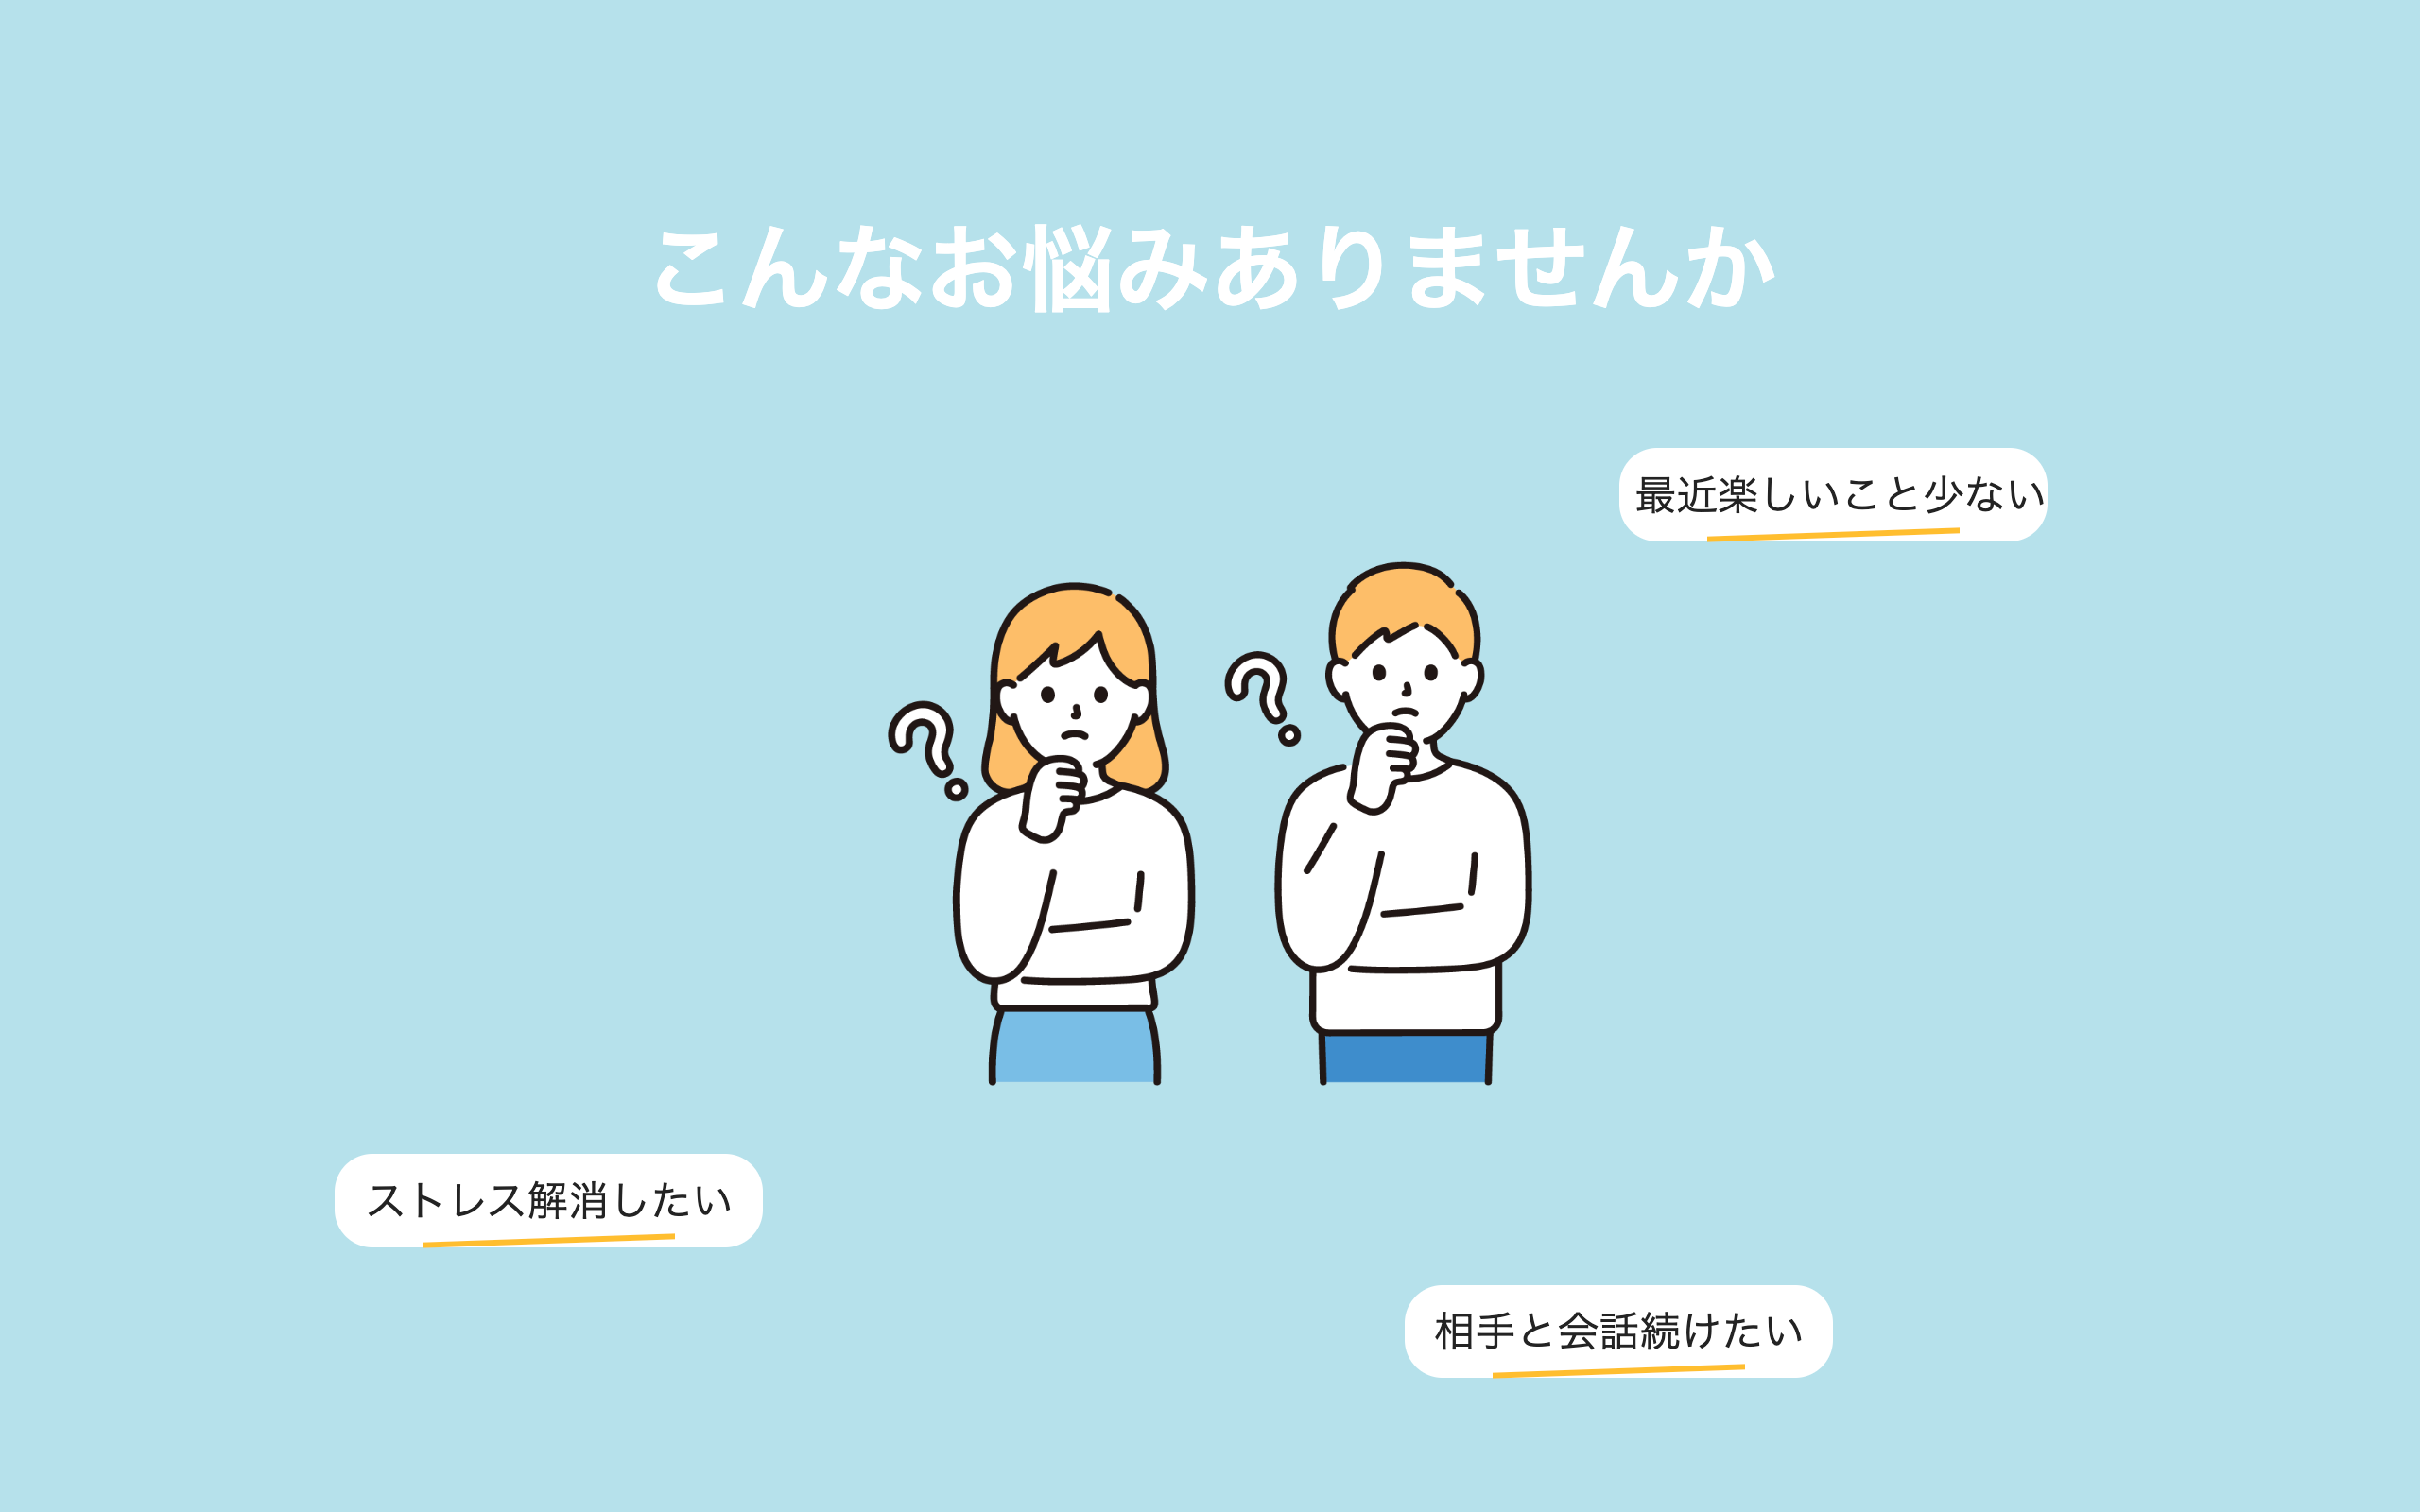 こんなお悩みありませんか
最近楽しいこと少ない
ストレス解消したい
相手と会話続けたい